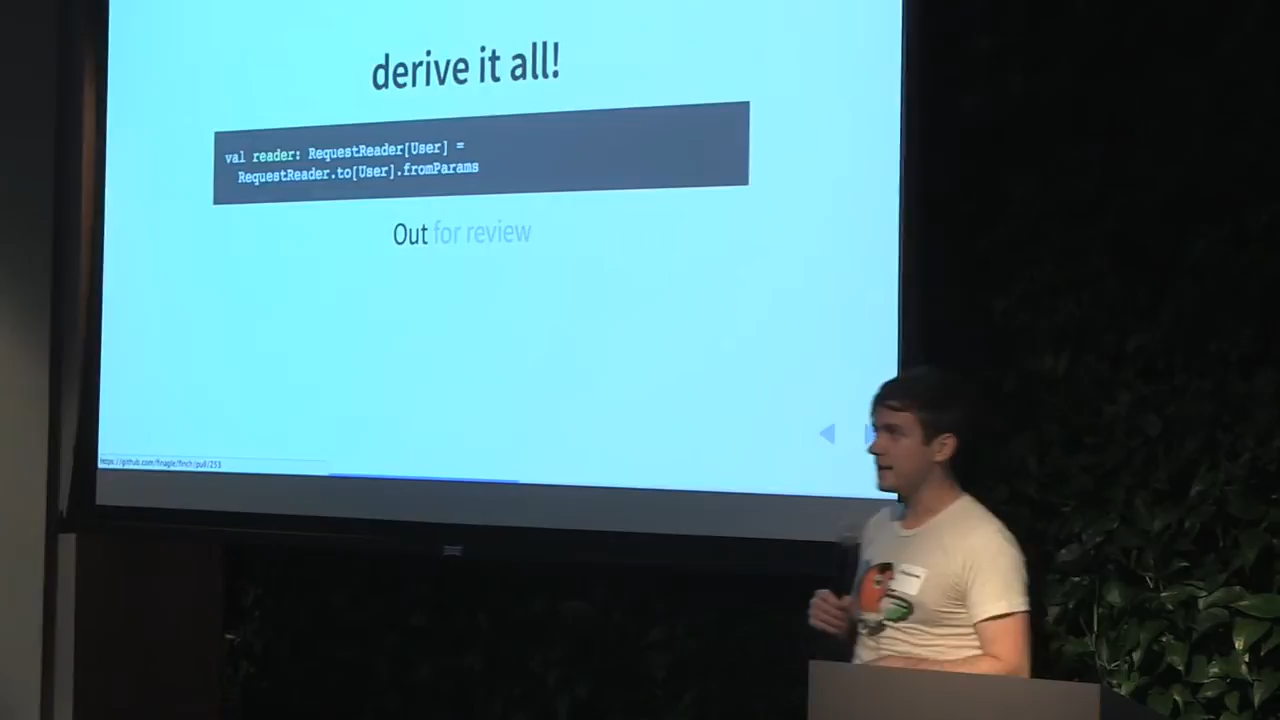 derive it all!
val reader: RequestReader[User] =
RequestReader.to[User].fromParams
Out for review
https://github.com/finagle/finch/pull/253